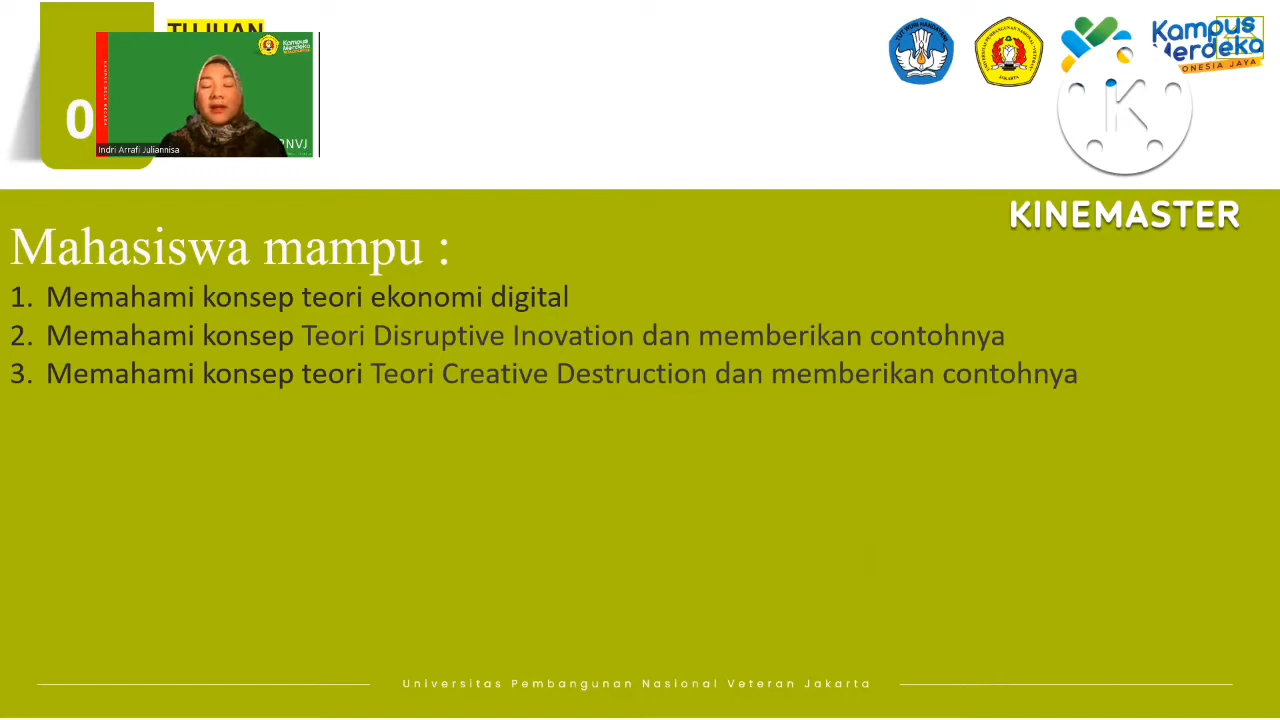 TUJUAN
0
Kampus
Merdeka
Indri Arrafi Juliannisa
Kampus
Merdeka
INDONESIA JAYA
KINEMASTER
Mahasiswa mampu :
1. Memahami konsep teori ekonomi digital
2. Memahami konsep Teori Disruptive Inovation dan memberikan contohnya
3. Memahami konsep teori Teori Creative Destruction dan memberikan contohnya
Universitas Pembangunan Nasional Veteran Jakarta